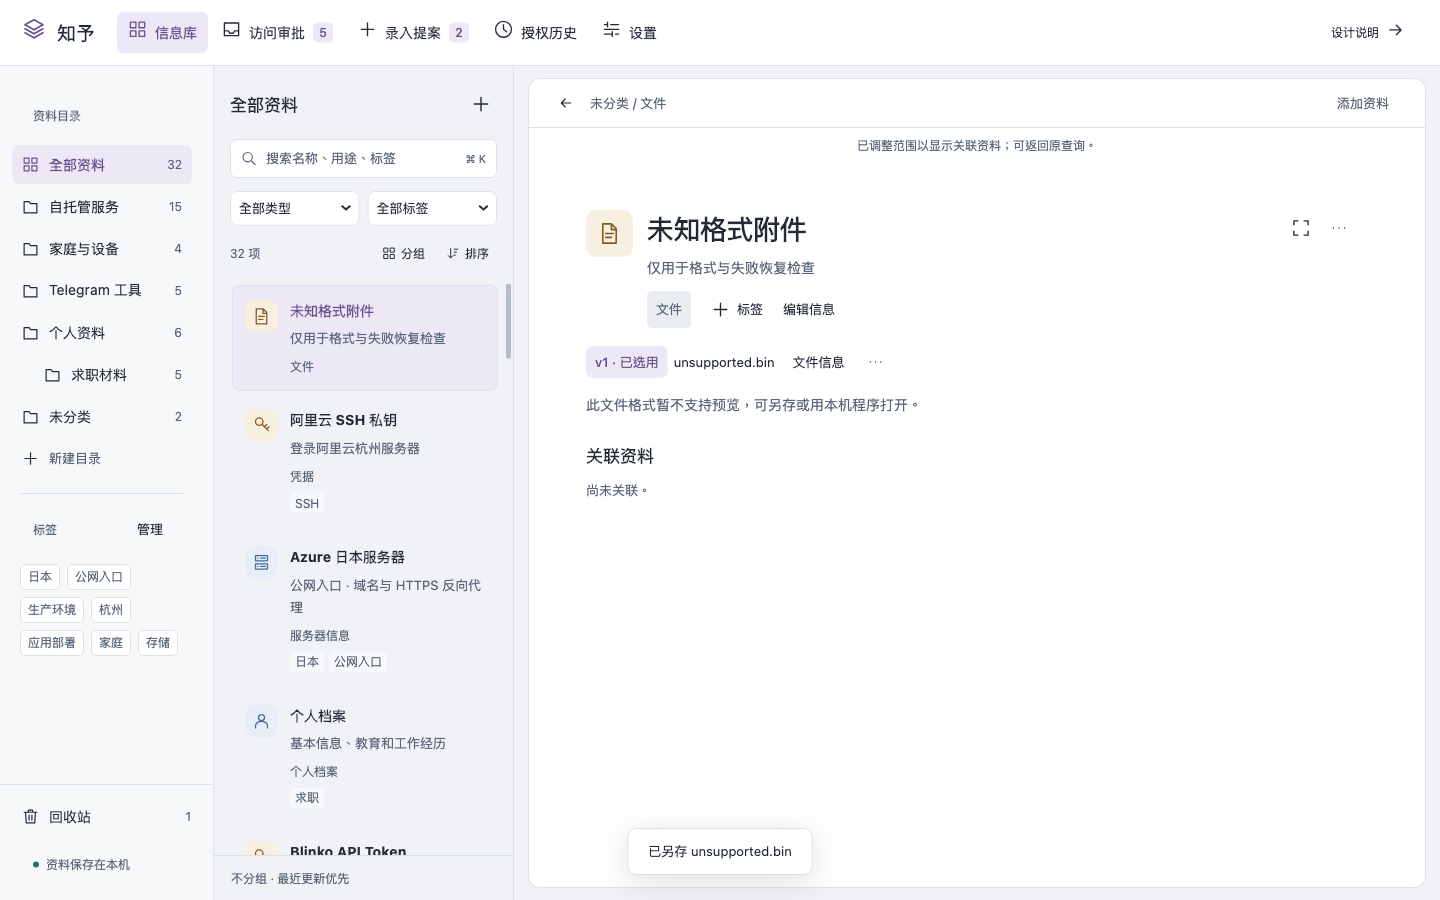 知予
信息库
访问审批 5
录入提案 2
授权历史
设置
设计说明
资料目录
全部资料 32
自托管服务 15
家庭与设备 4
Telegram 工具 5
个人资料 6
求职材料 5
未分类 2
新建目录
标签 管理
日本 公网入口
生产环境 杭州
应用部署 家庭 存储
回收站 1
资料保存在本机
全部资料
搜索名称、用途、标签 ⌘ K
全部类型 全部标签
32 项 分组 排序
未知格式附件
仅用于格式与失败恢复检查
文件
阿里云 SSH 私钥
登录阿里云杭州服务器
凭据
SSH
Azure 日本服务器
公网入口 · 域名与 HTTPS 反向代
理
服务器信息
日本 公网入口
个人档案
基本信息、教育和工作经历
个人档案
求职
Blinko API Token
不分组 · 最近更新优先
未分类 / 文件 添加资料
已调整范围以显示关联资料；可返回原查询。
未知格式附件
仅用于格式与失败恢复检查
文件 标签 编辑信息
v1 · 已选用 unsupported.bin 文件信息 ···
此文件格式暂不支持预览，可另存或用本机程序打开。
关联资料
尚未关联。
已另存 unsupported.bin